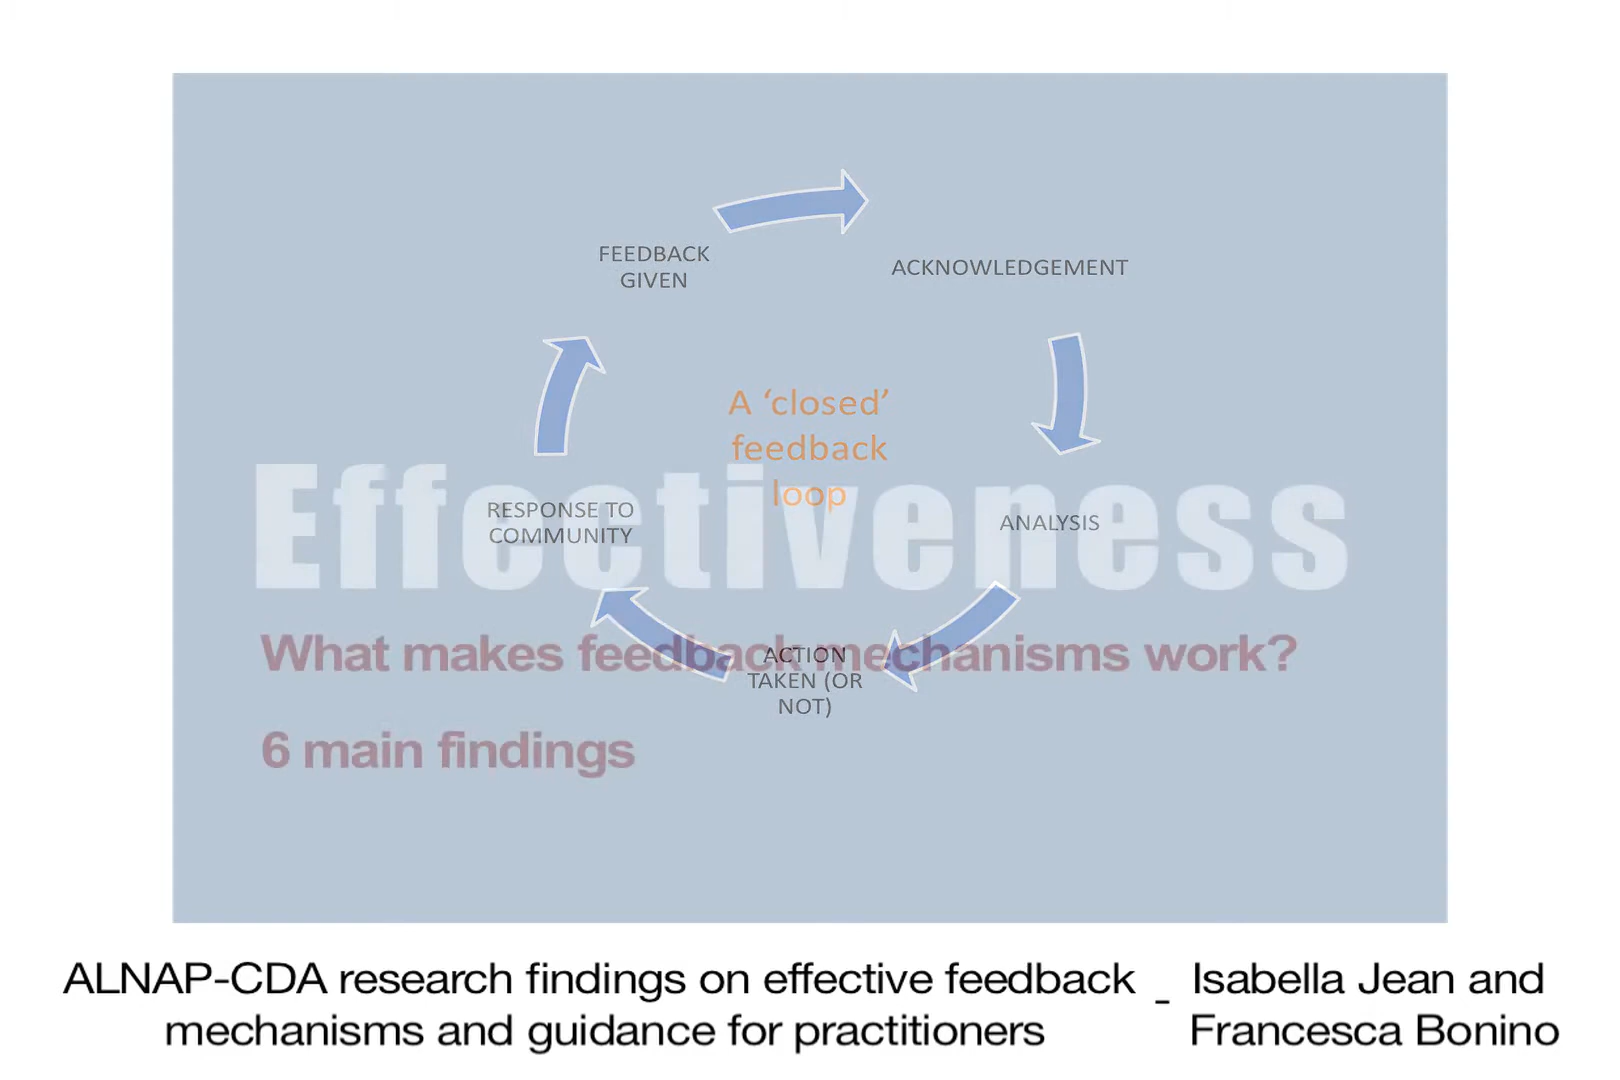 FEEDBACK
GIVEN
ACKNOWLEDGEMENT
A ‘closed’
feedback
loop
Effectiveness
RESPONSE TO
COMMUNITY
ANALYSIS
What makes feedback mechanisms work?
ACTION
TAKEN (OR
NOT)
6 main findings
ALNAP-CDA research findings on effective feedback
mechanisms and guidance for practitioners
-
Isabella Jean and
Francesca Bonino